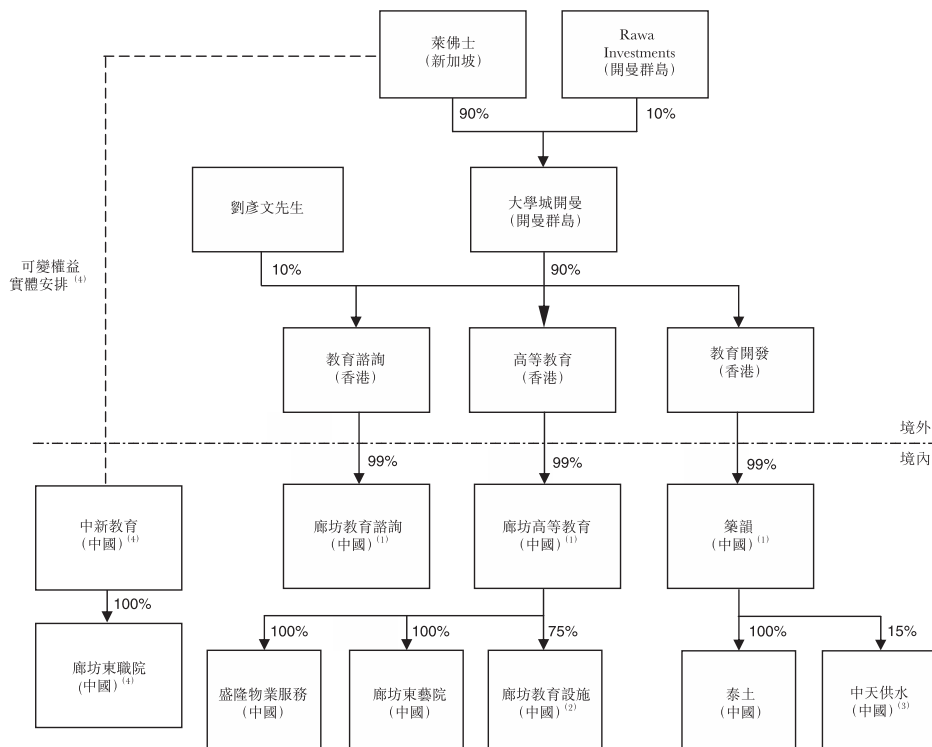 萊佛士
(新加坡)
Rawa
Investments
(開曼群島)
90%
10%
劉彥文先生
大學城開曼
(開曼群島)
可變權益
實體安排 (4)
10%
90%
教育諮詢
(香港)
高等教育
(香港)
教育開發
(香港)
境外
境內
99%
99%
99%
中新教育
(中國) (4)
廊坊教育諮詢
(中國) (1)
廊坊高等教育
(中國) (1)
築韻
(中國) (1)
100%
100%
100%
75%
100%
15%
廊坊東職院
(中國) (4)
盛隆物業服務
(中國)
廊坊東藝院
(中國)
廊坊教育設施
(中國) (2)
泰土
(中國)
中天供水
(中國) (3)